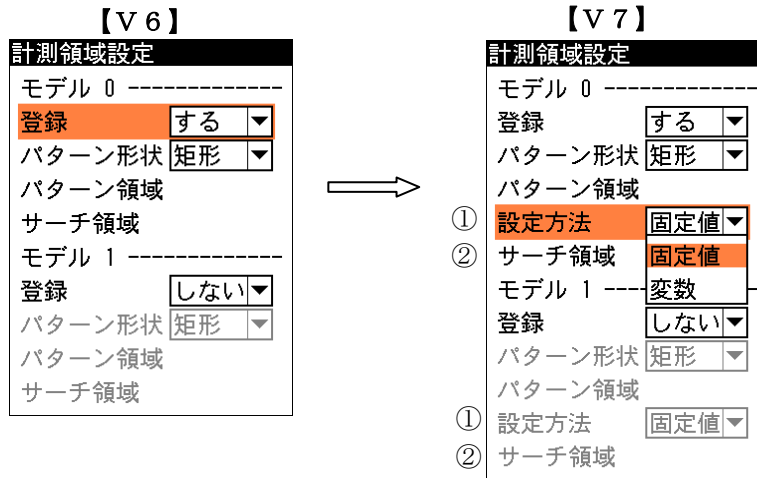 【V 6】
計測領域設定
モデル 0 --------------
登録 する ▼
パターン形状 矩形 ▼
パターン領域
サーチ領域
モデル 1 --------------
登録 しない ▼
パターン形状 矩形 ▼
パターン領域
サーチ領域
【V 7】
計測領域設定
モデル 0 --------------
登録 する ▼
パターン形状 矩形 ▼
パターン領域
① 設定方法 固定値 ▼
② サーチ領域 固定値
モデル 1 ---- 変数 -
登録 しない ▼
パターン形状 矩形 ▼
パターン領域
① 設定方法 固定値 ▼
② サーチ領域